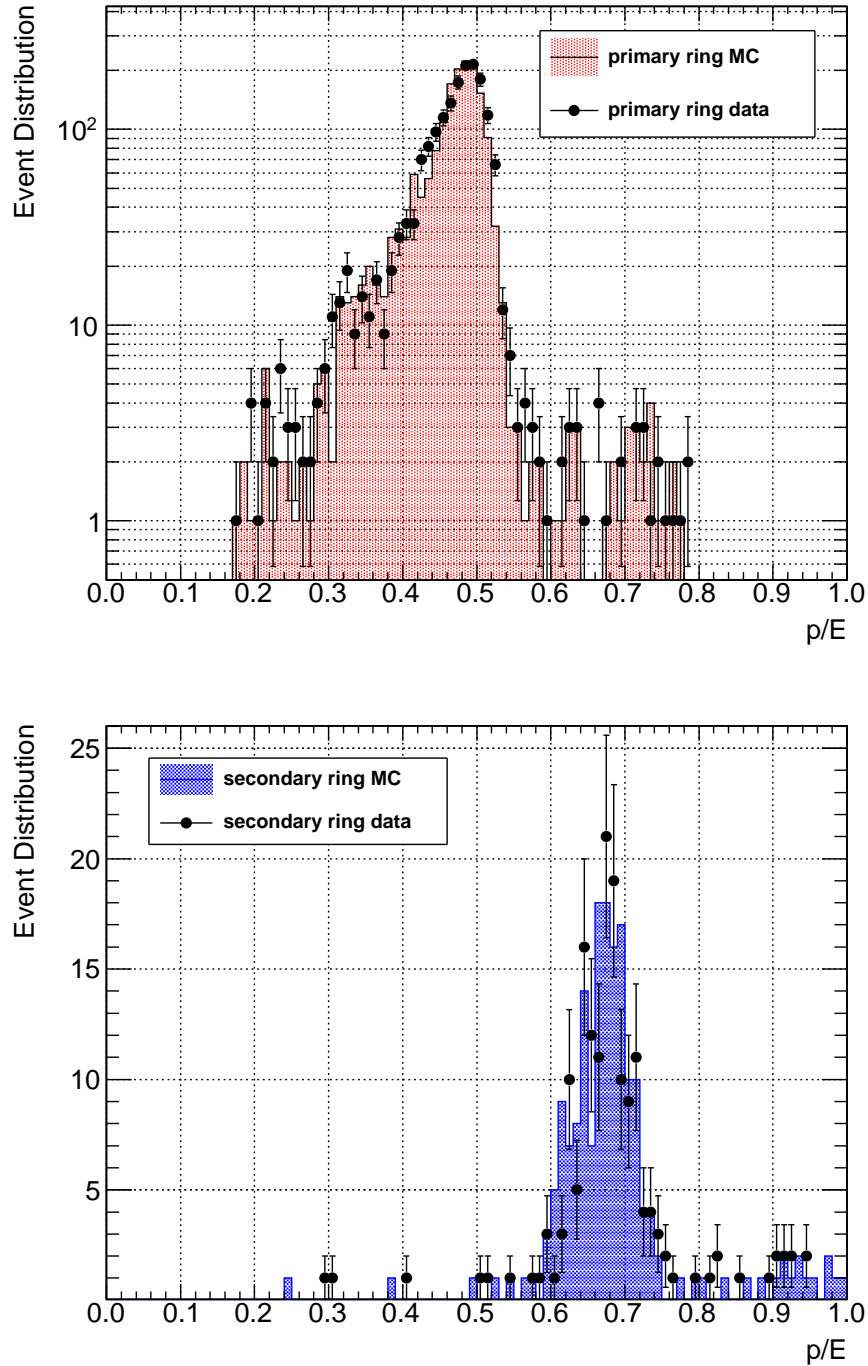 Event Distribution
10²
10
1
primary ring MC
primary ring data
0.0 0.1 0.2 0.3 0.4 0.5 0.6 0.7 0.8 0.9 1.0
p/E
Event Distribution
25
20
15
10
5
secondary ring MC
secondary ring data
0.0 0.1 0.2 0.3 0.4 0.5 0.6 0.7 0.8 0.9 1.0
p/E